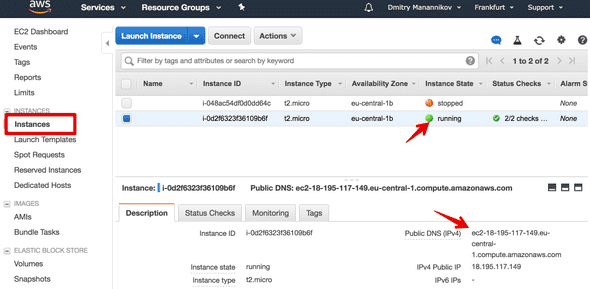 aws
Services
Resource Groups
Dmitry Manannikov
Frankfurt
Support
EC2 Dashboard
Events
Tags
Reports
Limits
INSTANCES
Instances
Launch Templates
Spot Requests
Reserved Instances
Dedicated Hosts
IMAGES
AMIs
Bundle Tasks
ELASTIC BLOCK STORE
Volumes
Snapshots
Launch Instance
Connect
Actions
Filter by tags and attributes or search by keyword
1 to 2 of 2
Name Instance ID Instance Type Availability Zone Instance State Status Checks Alarm S
i-048ac54df0d0dd64c t2.micro eu-central-1b stopped None
i-0d2f6323f36109b6f t2.micro eu-central-1b running 2/2 checks ... None
Instance: i-0d2f6323f36109b6f Public DNS: ec2-18-195-117-149.eu-central-1.compute.amazonaws.com
Description Status Checks Monitoring Tags
Instance ID i-0d2f6323f36109b6f Public DNS (IPv4) ec2-18-195-117-149.eu-
central-
1.compute.amazonaws.com
Instance state running IPv4 Public IP 18.195.117.149
Instance type t2.micro IPv6 IPs -